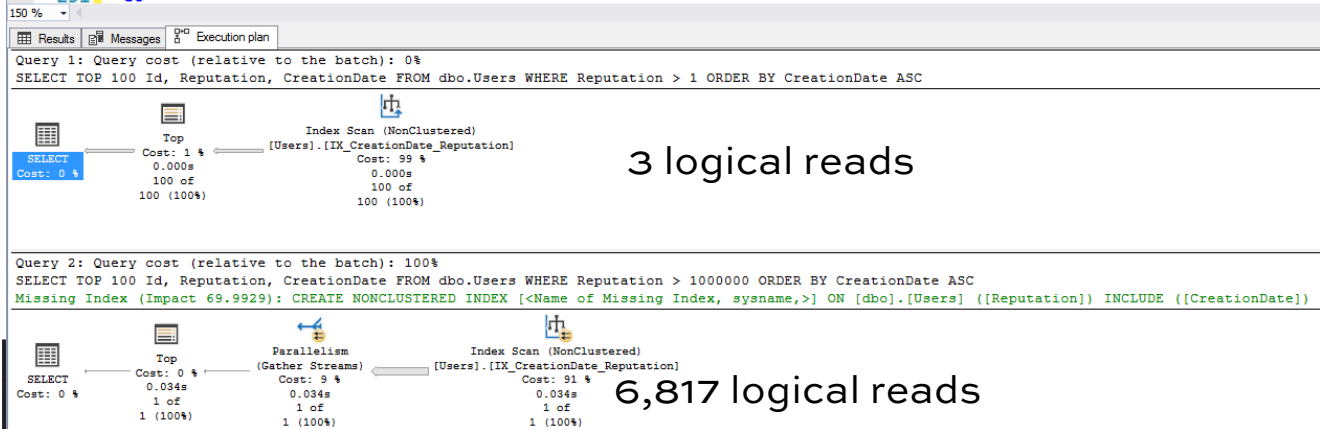 150 %
Results Messages Execution plan
Query 1: Query cost (relative to the batch): 0%
SELECT TOP 100 Id, Reputation, CreationDate FROM dbo.Users WHERE Reputation > 1 ORDER BY CreationDate ASC
SELECT
Cost: 0 %
Top
Cost: 1 %
0.000s
100 of
100 (100%)
Index Scan (NonClustered)
[Users].[IX_CreationDate_Reputation]
Cost: 99 %
0.000s
100 of
100 (100%)
3 logical reads
Query 2: Query cost (relative to the batch): 100%
SELECT TOP 100 Id, Reputation, CreationDate FROM dbo.Users WHERE Reputation > 1000000 ORDER BY CreationDate ASC
Missing Index (Impact 69.9929): CREATE NONCLUSTERED INDEX [<Name of Missing Index, sysname,>] ON [dbo].[Users] ([Reputation]) INCLUDE ([CreationDate])
SELECT
Cost: 0 %
Top
Cost: 0 %
0.034s
1 of
1 (100%)
Parallelism
(Gather Streams)
Cost: 9 %
0.034s
1 of
1 (100%)
Index Scan (NonClustered)
[Users].[IX_CreationDate_Reputation]
Cost: 91 %
0.034s
1 of
1 (100%)
6,817 logical reads